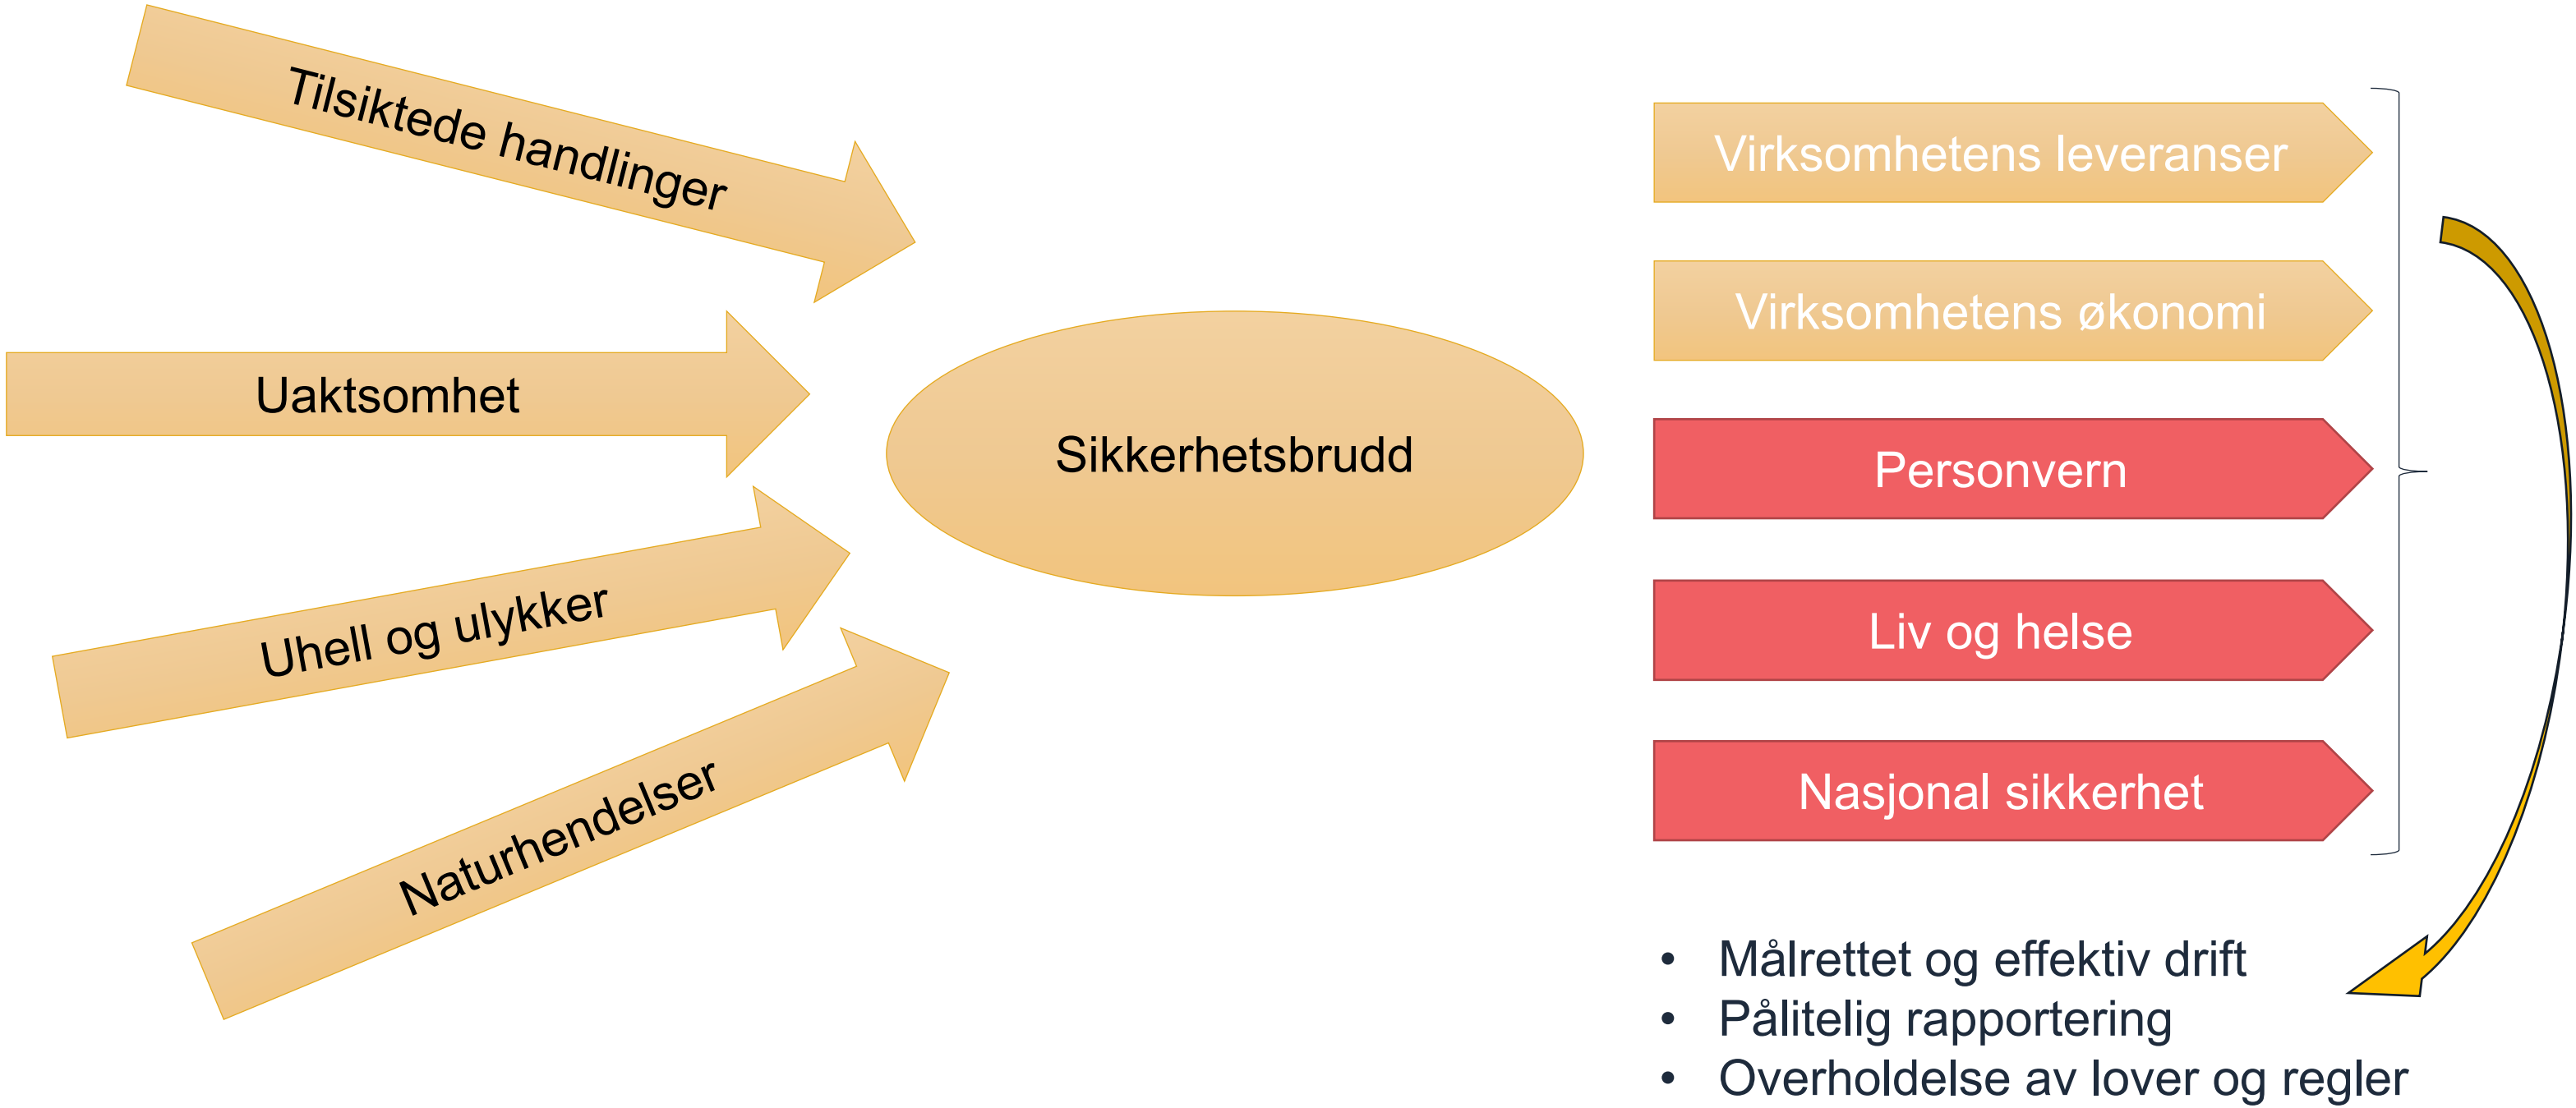 Tilsiktede handlinger
Uaktsomhet
Uhell og ulykker
Naturhendelser
Sikkerhetsbrudd
Virksomhetens leveranser
Virksomhetens økonomi
Personvern
Liv og helse
Nasjonal sikkerhet
• Målrettet og effektiv drift
• Pålitelig rapportering
• Overholdelse av lover og regler